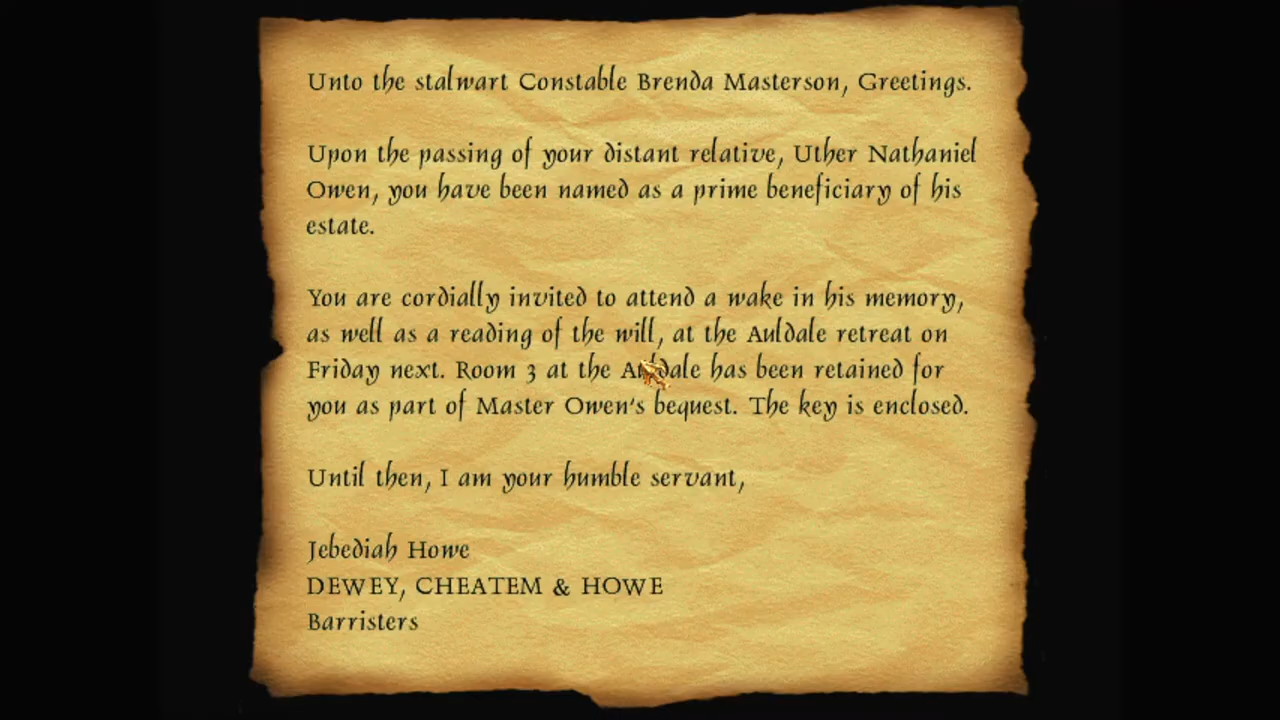 Unto the stalwart Constable Brenda Masterson, Greetings.
Upon the passing of your distant relative, Uther Nathaniel
Owen, you have been named as a prime beneficiary of his
estate.
You are cordially invited to attend a wake in his memory,
as well as a reading of the will, at the Auldale retreat on
Friday next. Room 3 at the Auldale has been retained for
you as part of Master Owen's bequest. The key is enclosed.
Until then, I am your humble servant,
Jebediah Howe
DEWEY, CHEATEM & HOWE
Barristers